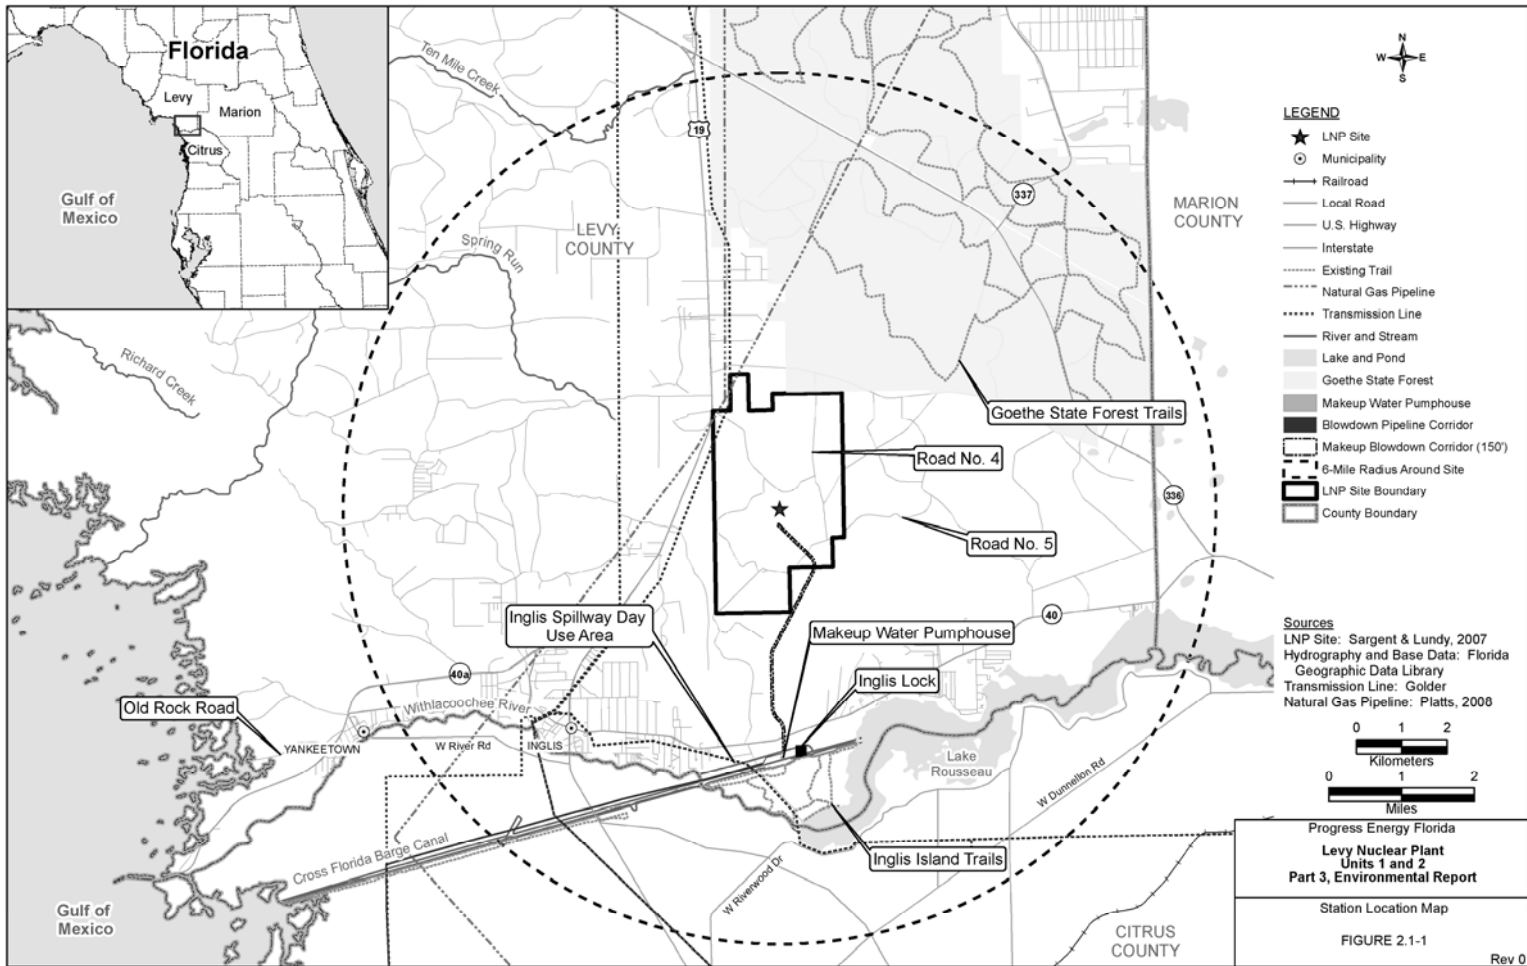 Florida
Levy
Marion
Citrus
Gulf of
Mexico
Ten Mile Creek
19
337
MARION
COUNTY
LEVY
COUNTY
Spring Run
Richard Creek
Goethe State Forest Trails
Road No. 4
336
Road No. 5
Inglis Spillway Day
Use Area
Makeup Water Pumphouse
40
Inglis Lock
40a
Old Rock Road
Withlacoochee River
YANKEETOWN
W River Rd
INGLIS
Lake
Rousseau
W Dunnellon Rd
Cross Florida Barge Canal
Inglis Island Trails
W Riverwood Dr
Gulf of
Mexico
CITRUS
COUNTY
N
W E
S
LEGEND
LNP Site
Municipality
Railroad
Local Road
U.S. Highway
Interstate
Existing Trail
Natural Gas Pipeline
Transmission Line
River and Stream
Lake and Pond
Goethe State Forest
Makeup Water Pumphouse
Blowdown Pipeline Corridor
Makeup Blowdown Corridor (150')
6-Mile Radius Around Site
LNP Site Boundary
County Boundary
Sources
LNP Site: Sargent & Lundy, 2007
Hydrography and Base Data: Florida
Geographic Data Library
Transmission Line: Golder
Natural Gas Pipeline: Platts, 2008
0 1 2
Kilometers
0 1 2
Miles
Progress Energy Florida
Levy Nuclear Plant
Units 1 and 2
Part 3, Environmental Report
Station Location Map
FIGURE 2.1-1
Rev 0